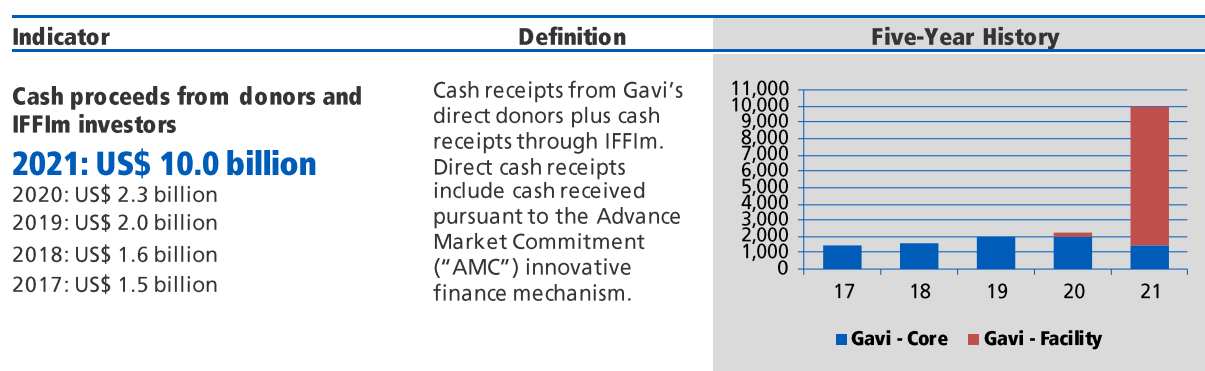 Indicator
Definition
Five-Year History
Cash proceeds from donors and
IFFIm investors
2021: US$ 10.0 billion
2020: US$ 2.3 billion
2019: US$ 2.0 billion
2018: US$ 1.6 billion
2017: US$ 1.5 billion
Cash receipts from Gavi’s
direct donors plus cash
receipts through IFFIm.
Direct cash receipts
include cash received
pursuant to the Advance
Market Commitment
(“AMC”) innovative
finance mechanism.
11,000
10,000
9,000
8,000
7,000
6,000
5,000
4,000
3,000
2,000
1,000
0
17 18 19 20 21
Gavi - Core Gavi - Facility